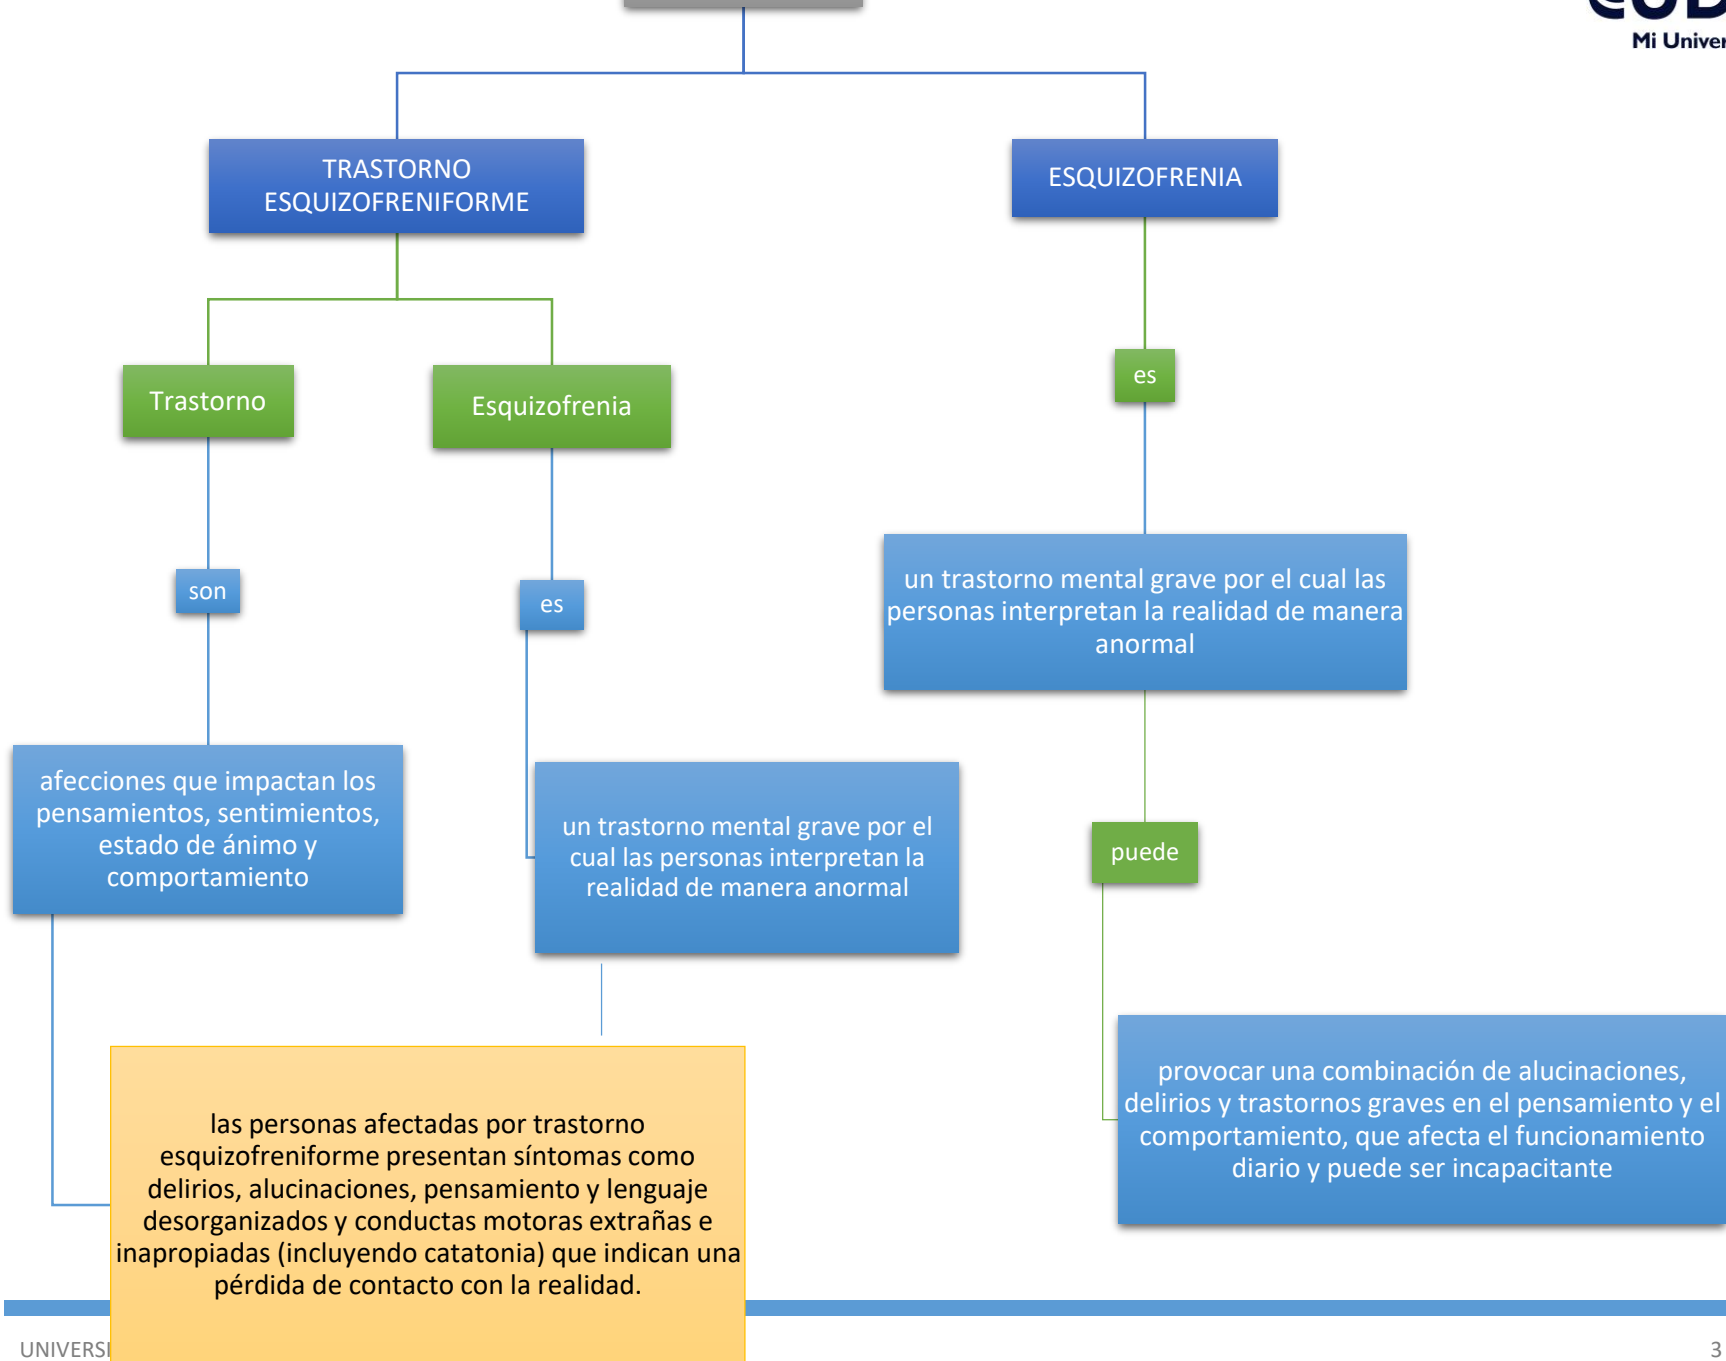 Mi Univer
TRASTORNO
ESQUIZOFRENIFORME
ESQUIZOFRENIA
Trastorno
Esquizofrenia
es
son
es
un trastorno mental grave por el cual las
personas interpretan la realidad de manera
anormal
afecciones que impactan los
pensamientos, sentimientos,
estado de ánimo y
comportamiento
un trastorno mental grave por el
cual las personas interpretan la
realidad de manera anormal
puede
las personas afectadas por trastorno
esquizofreniforme presentan síntomas como
delirios, alucinaciones, pensamiento y lenguaje
desorganizados y conductas motoras extrañas e
inapropiadas (incluyendo catatonia) que indican una
pérdida de contacto con la realidad.
provocar una combinación de alucinaciones,
delirios y trastornos graves en el pensamiento y el
comportamiento, que afecta el funcionamiento
diario y puede ser incapacitante
UNIVERSI
3